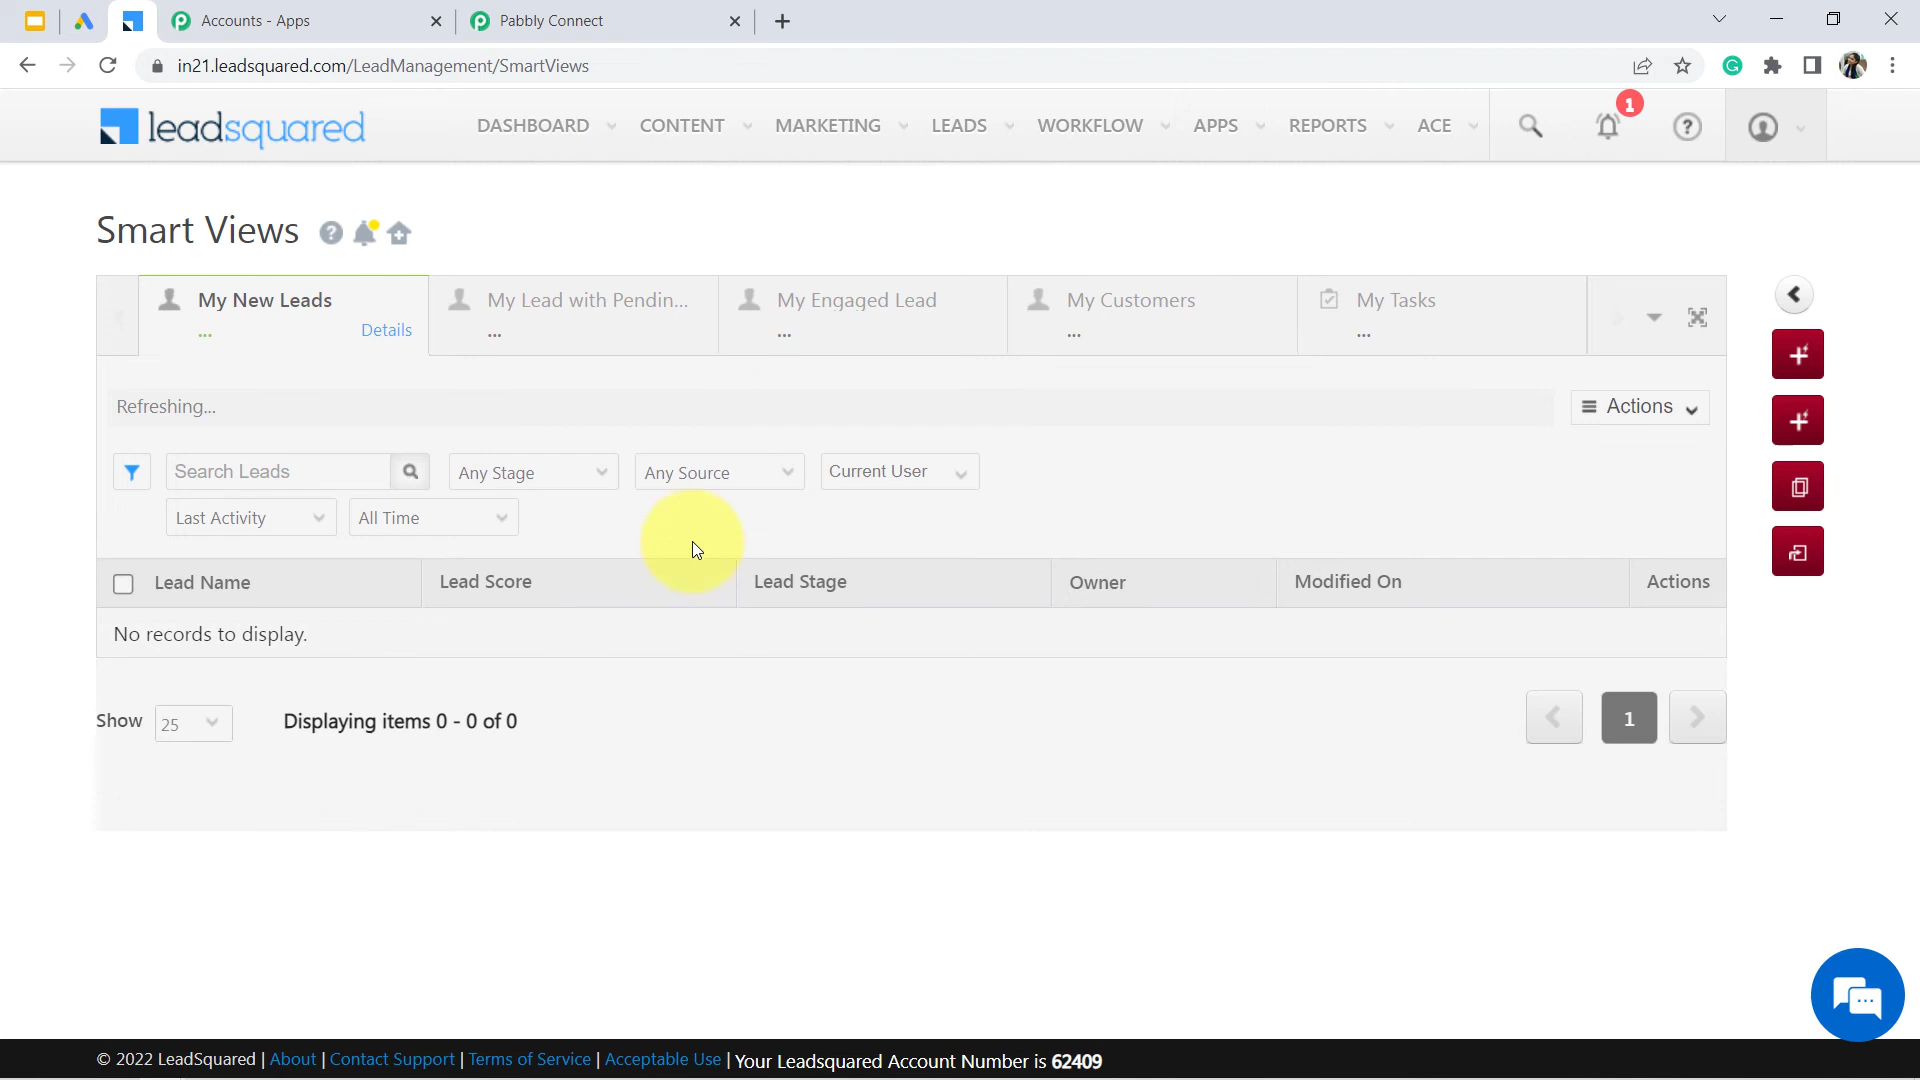 Accounts - Apps
Pabbly Connect
in21.leadsquared.com/LeadManagement/SmartViews
leadsquared
DASHBOARD
CONTENT
MARKETING
LEADS
WORKFLOW
APPS
REPORTS
ACE
1
Smart Views
My New Leads
...
Details
My Lead with Pendin...
...
My Engaged Lead
...
My Customers
...
My Tasks
...
Refreshing...
Actions
Search Leads
Any Stage
Any Source
Current User
Last Activity
All Time
Lead Name
Lead Score
Lead Stage
Owner
Modified On
Actions
No records to display.
Show
25
Displaying items 0 - 0 of 0
1
© 2022 LeadSquared | About | Contact Support | Terms of Service | Acceptable Use | Your Leadsquared Account Number is 62409